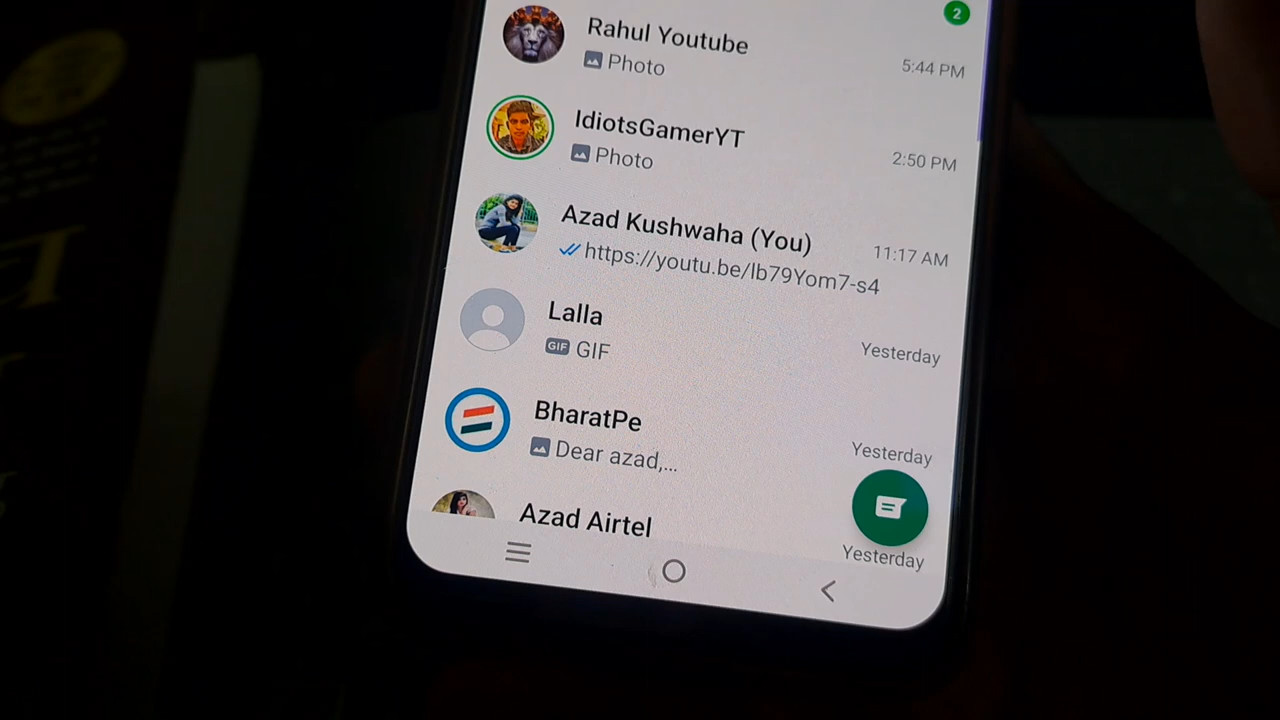 2
Rahul Youtube
Photo
5:44 PM
IdiotsGamerYT
Photo
2:50 PM
Azad Kushwaha (You)
https://youtu.be/lb79Yom7-s4
11:17 AM
Lalla
GIF GIF
Yesterday
BharatPe
Dear azad,...
Yesterday
Azad Airtel
Yesterday